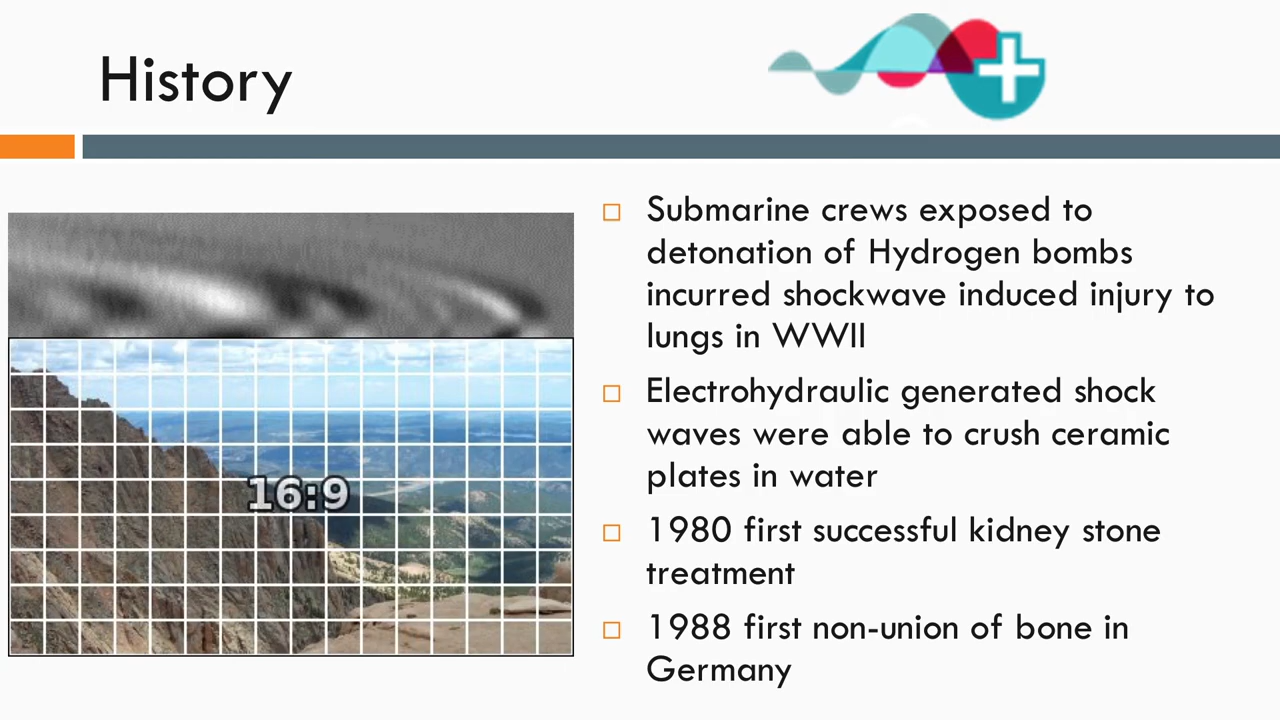 History
Submarine crews exposed to
detonation of Hydrogen bombs
incurred shockwave induced injury to
lungs in WWII
Electrohydraulic generated shock
waves were able to crush ceramic
plates in water
1980 first successful kidney stone
treatment
1988 first non-union of bone in
Germany
16:9